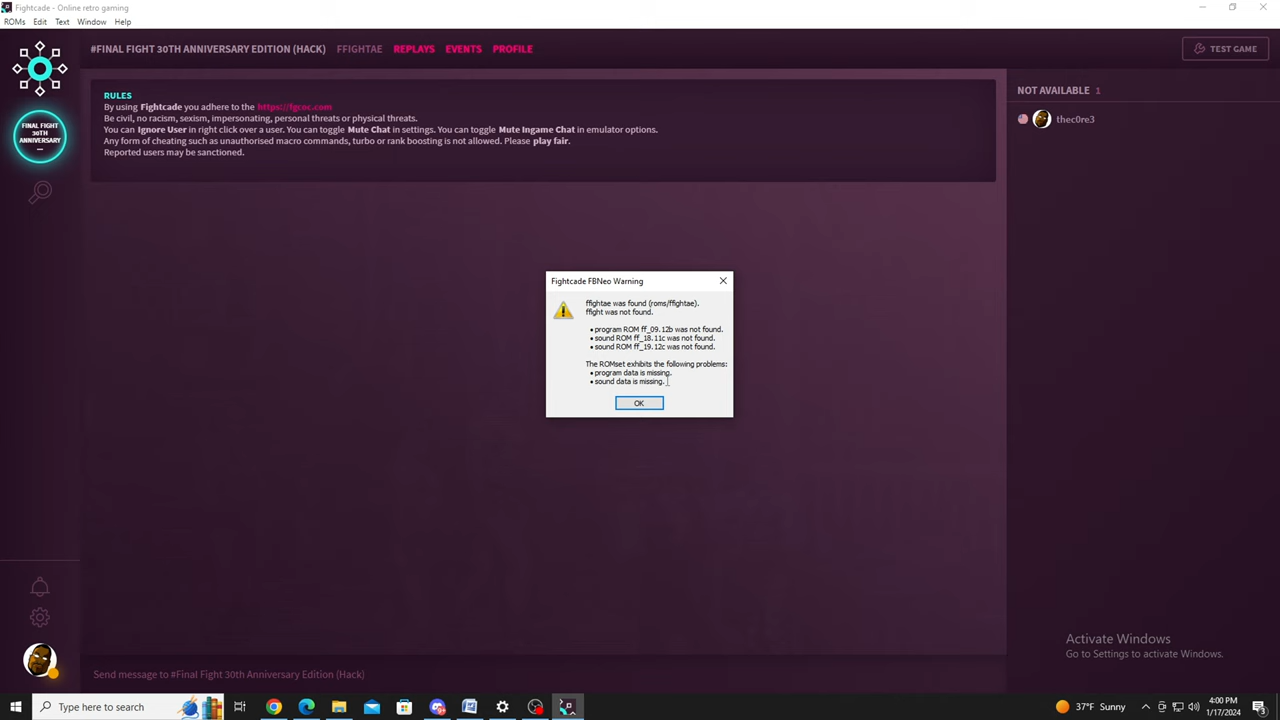 Fightcade - Online retro gaming
ROMs Edit Text Window Help
#FINAL FIGHT 30TH ANNIVERSARY EDITION (HACK) FFIGHTAE REPLAYS EVENTS PROFILE
TEST GAME
FINAL FIGHT
30TH
ANNIVERSARY
RULES
By using Fightcade you adhere to the https://fgcoc.com
Be civil, no racism, sexism, impersonating, personal threats or physical threats.
You can Ignore User in right click over a user. You can toggle Mute Chat in settings. You can toggle Mute Ingame Chat in emulator options.
Any form of cheating such as unauthorised macro commands, turbo or rank boosting is not allowed. Please play fair.
Reported users may be sanctioned.
NOT AVAILABLE 1
thec0re3
Fightcade FBNeo Warning
ffightae was found (roms/ffightae).
ffight was not found.
• program ROM ff_09.12b was not found.
• sound ROM ff_18.11c was not found.
• sound ROM ff_19.12c was not found.
The ROMset exhibits the following problems:
• program data is missing.
• sound data is missing.
OK
Activate Windows
Go to Settings to activate Windows.
Send message to #Final Fight 30th Anniversary Edition (Hack)
Type here to search
37°F Sunny
4:00 PM
1/17/2024
3